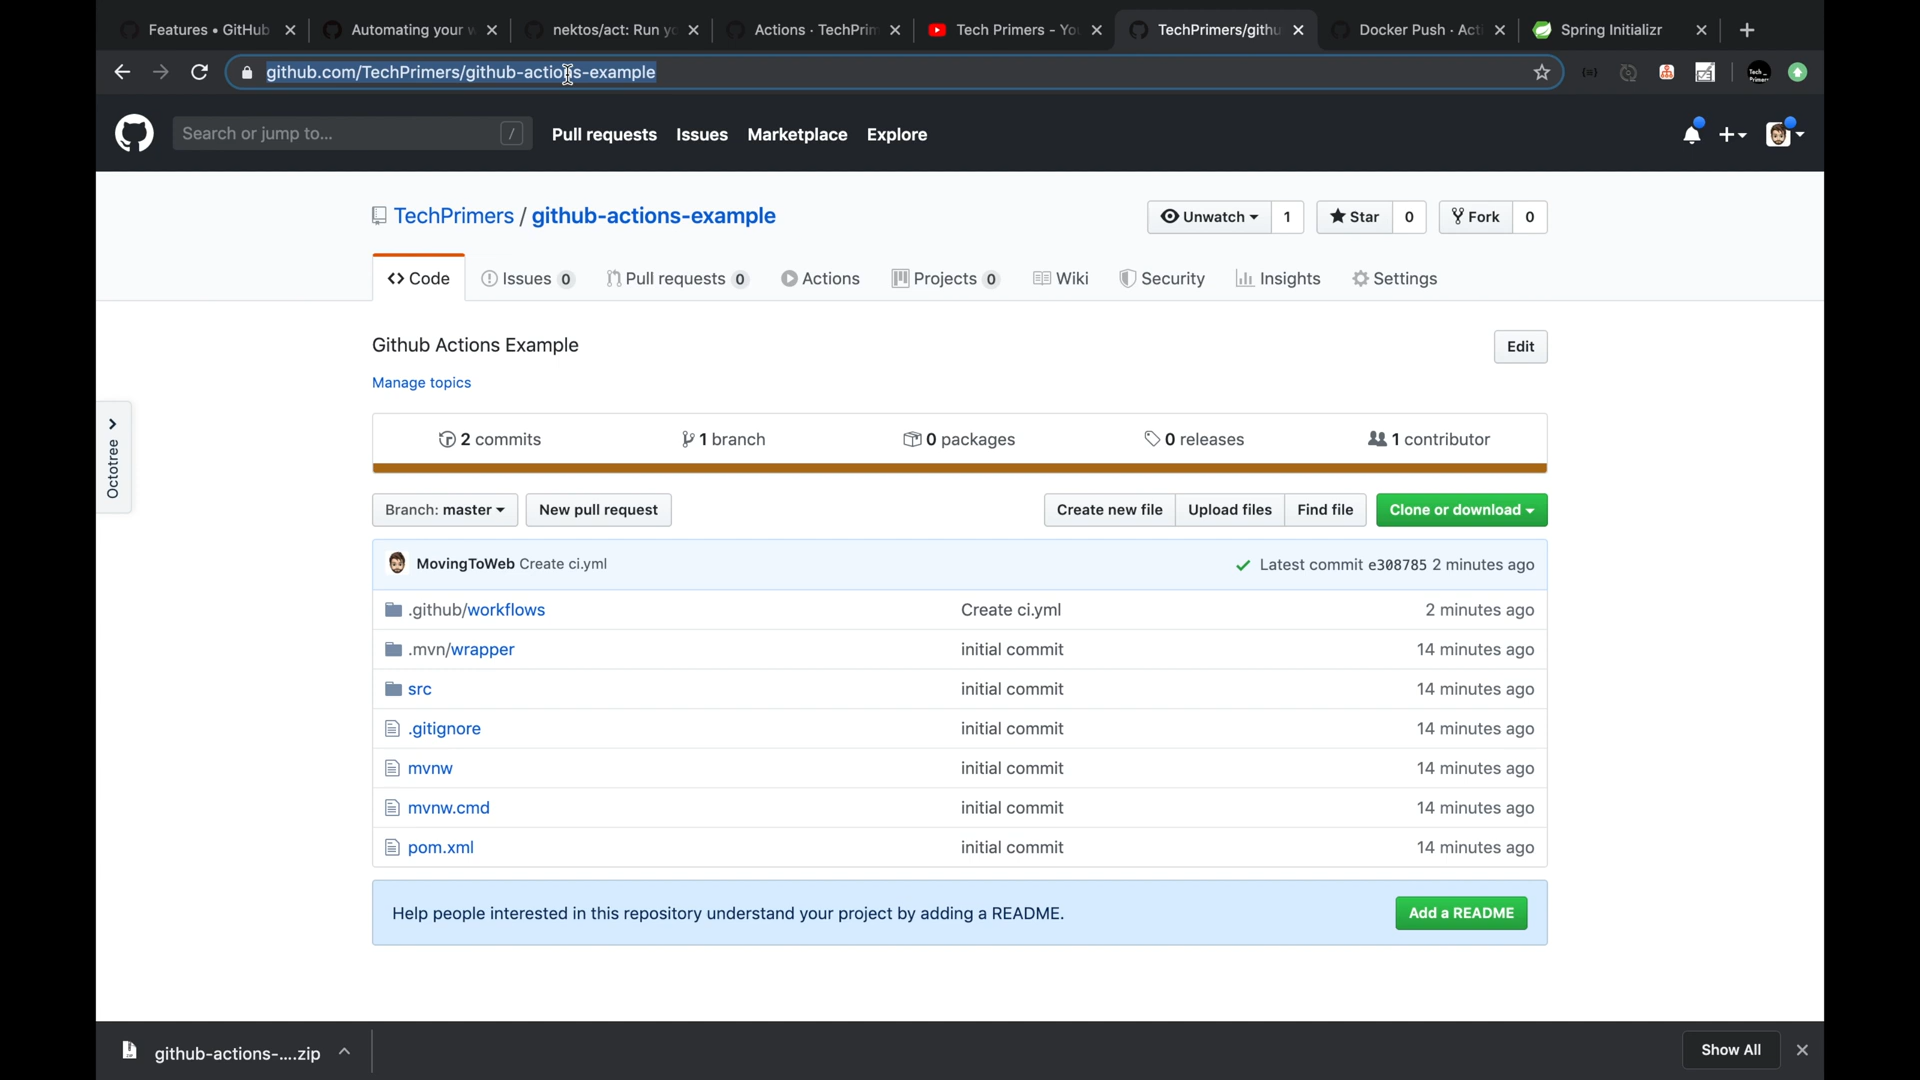 Features • GitHub
Automating your w
nektos/act: Run yo
Actions · TechPrim
Tech Primers - Yo
TechPrimers/githu
Docker Push · Acti
Spring Initializr
github.com/TechPrimers/github-actions-example
Search or jump to... /
Pull requests Issues Marketplace Explore
TechPrimers / github-actions-example
Unwatch 1 Star 0 Fork 0
Code Issues 0 Pull requests 0 Actions Projects 0 Wiki Security Insights Settings
Github Actions Example
Edit
Manage topics
Octotree
2 commits 1 branch 0 packages 0 releases 1 contributor
Branch: master New pull request Create new file Upload files Find file Clone or download
MovingToWeb Create ci.yml Latest commit e308785 2 minutes ago
.github/workflows Create ci.yml 2 minutes ago
.mvn/wrapper initial commit 14 minutes ago
src initial commit 14 minutes ago
.gitignore initial commit 14 minutes ago
mvnw initial commit 14 minutes ago
mvnw.cmd initial commit 14 minutes ago
pom.xml initial commit 14 minutes ago
Help people interested in this repository understand your project by adding a README. Add a README
github-actions-....zip Show All